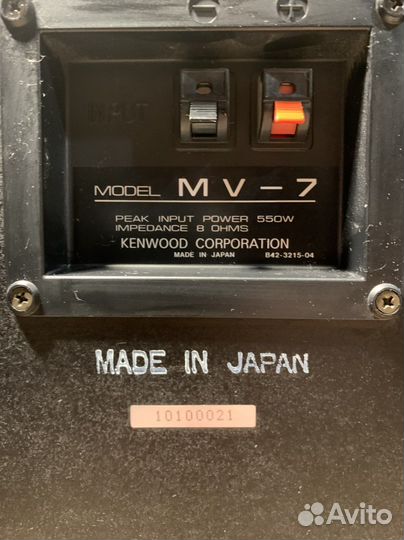 − +
INPUT
MODEL MV-7
PEAK INPUT POWER 550W
IMPEDANCE 8 OHMS
KENWOOD CORPORATION
MADE IN JAPAN B42-3215-04
MADE IN JAPAN
10100021
Avito